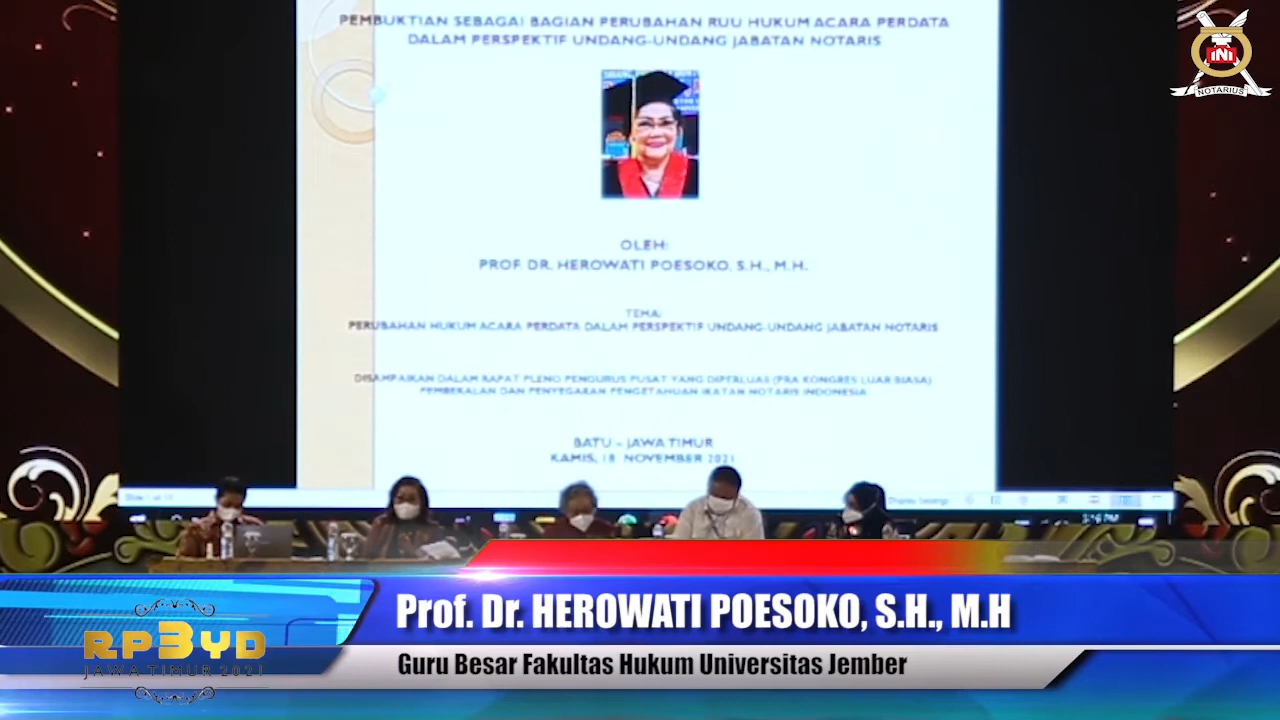 PEMBUKTIAN SEBAGAI BAGIAN PERUBAHAN RUU HUKUM ACARA PERDATA
DALAM PERSPEKTIF UNDANG-UNDANG JABATAN NOTARIS
INI
NOTARIUS
OLEH:
PROF. DR. HEROWATI POESOKO, S.H., M.H.
TEMA:
PERUBAHAN HUKUM ACARA PERDATA DALAM PERSPEKTIF UNDANG-UNDANG JABATAN NOTARIS
DISAMPAIKAN DALAM RAPAT PLENO PENGURUS PUSAT YANG DIPERLUAS (PRA KONGRES LUAR BIASA)
PEMBEKALAN DAN PENYEGARAN PENGETAHUAN IKATAN NOTARIS INDONESIA
BATU – JAWA TIMUR
KAMIS, 18 NOVEMBER 2021
Display Settings
Prof. Dr. HEROWATI POESOKO, S.H., M.H
Guru Besar Fakultas Hukum Universitas Jember
RP3YD
JAWA TIMUR 2021